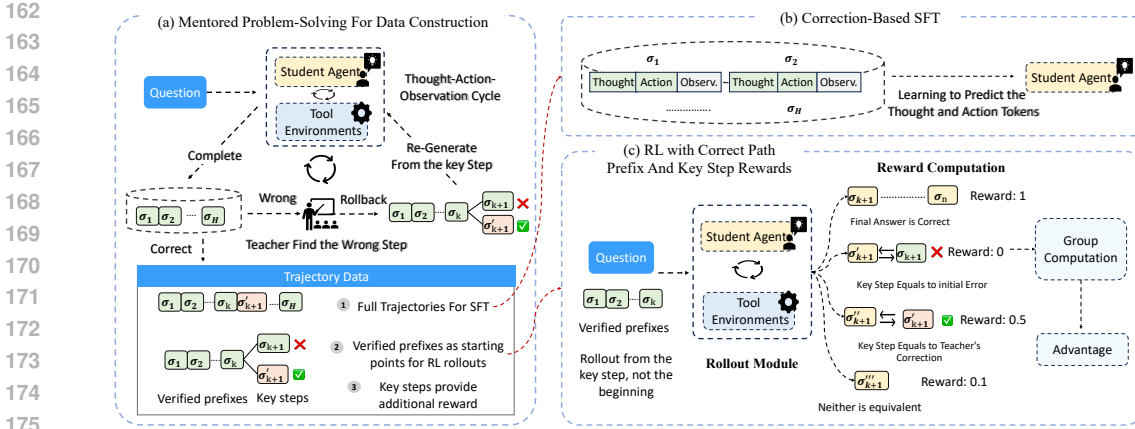 162
163
164
165
166
167
168
169
170
171
172
173
174
175
(a) Mentored Problem-Solving For Data Construction
Question
Student Agent
Tool
Environments
Thought-Action-
Observation Cycle
Re-Generate
From the key Step
Complete
σ1 σ2 ···· σH
Wrong
Rollback
Teacher Find the Wrong Step
σ1 σ2 ···· σk
σk+1 ❌
σ′k+1 ✅
Correct
Trajectory Data
σ1 σ2 ···· σk σ′k+1 ···· σH
1 Full Trajectories For SFT
σ1 σ2 ···· σk
σk+1 ❌
σ′k+1 ✅
Verified prefixes Key steps
2 Verified prefixes as starting
points for RL rollouts
3 Key steps provide
additional reward
(b) Correction-Based SFT
σ1 σ2
Thought Action Observ. – Thought Action Observ.
................. σH
Learning to Predict the
Thought and Action Tokens
Student Agent
(c) RL with Correct Path
Prefix And Key Step Rewards
Question
σ1 σ2 ···· σk
Verified prefixes
Rollout from the
key step, not the
beginning
Student Agent
Tool
Environments
Rollout Module
Reward Computation
σk+1 ............... σn Reward: 1
Final Answer is Correct
σ′k+1 ⇆ σk+1 ❌ Reward: 0
Key Step Equals to initial Error
σ′′k+1 ⇆ σ′k+1 ✅ Reward: 0.5
Key Step Equals to Teacher's
Correction
σ′′′k+1 Reward: 0.1
Neither is equivalent
Group
Computation
Advantage